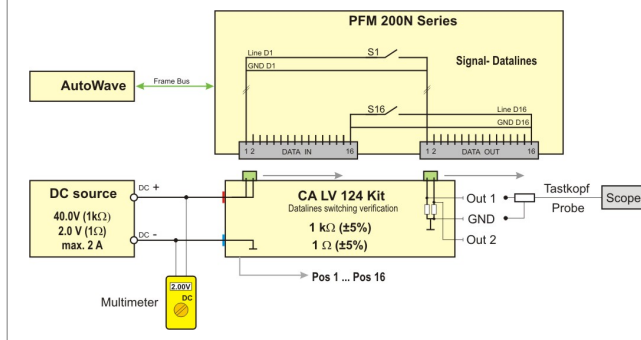 PFM 200N Series
Line D1
S1
GND D1
Signal- Datalines
AutoWave
Frame Bus
S16
Line D16
GND D16
1 2 DATA IN 16
1 2 DATA OUT 16
DC source
DC +
40.0V (1kΩ)
2.0 V (1Ω)
max. 2 A
DC -
CA LV 124 Kit
Datalines switching verification
1 kΩ (±5%)
1 Ω (±5%)
Out 1
GND
Out 2
Tastkopf
Probe
Scope
Pos 1 ... Pos 16
2.00V
DC
Multimeter